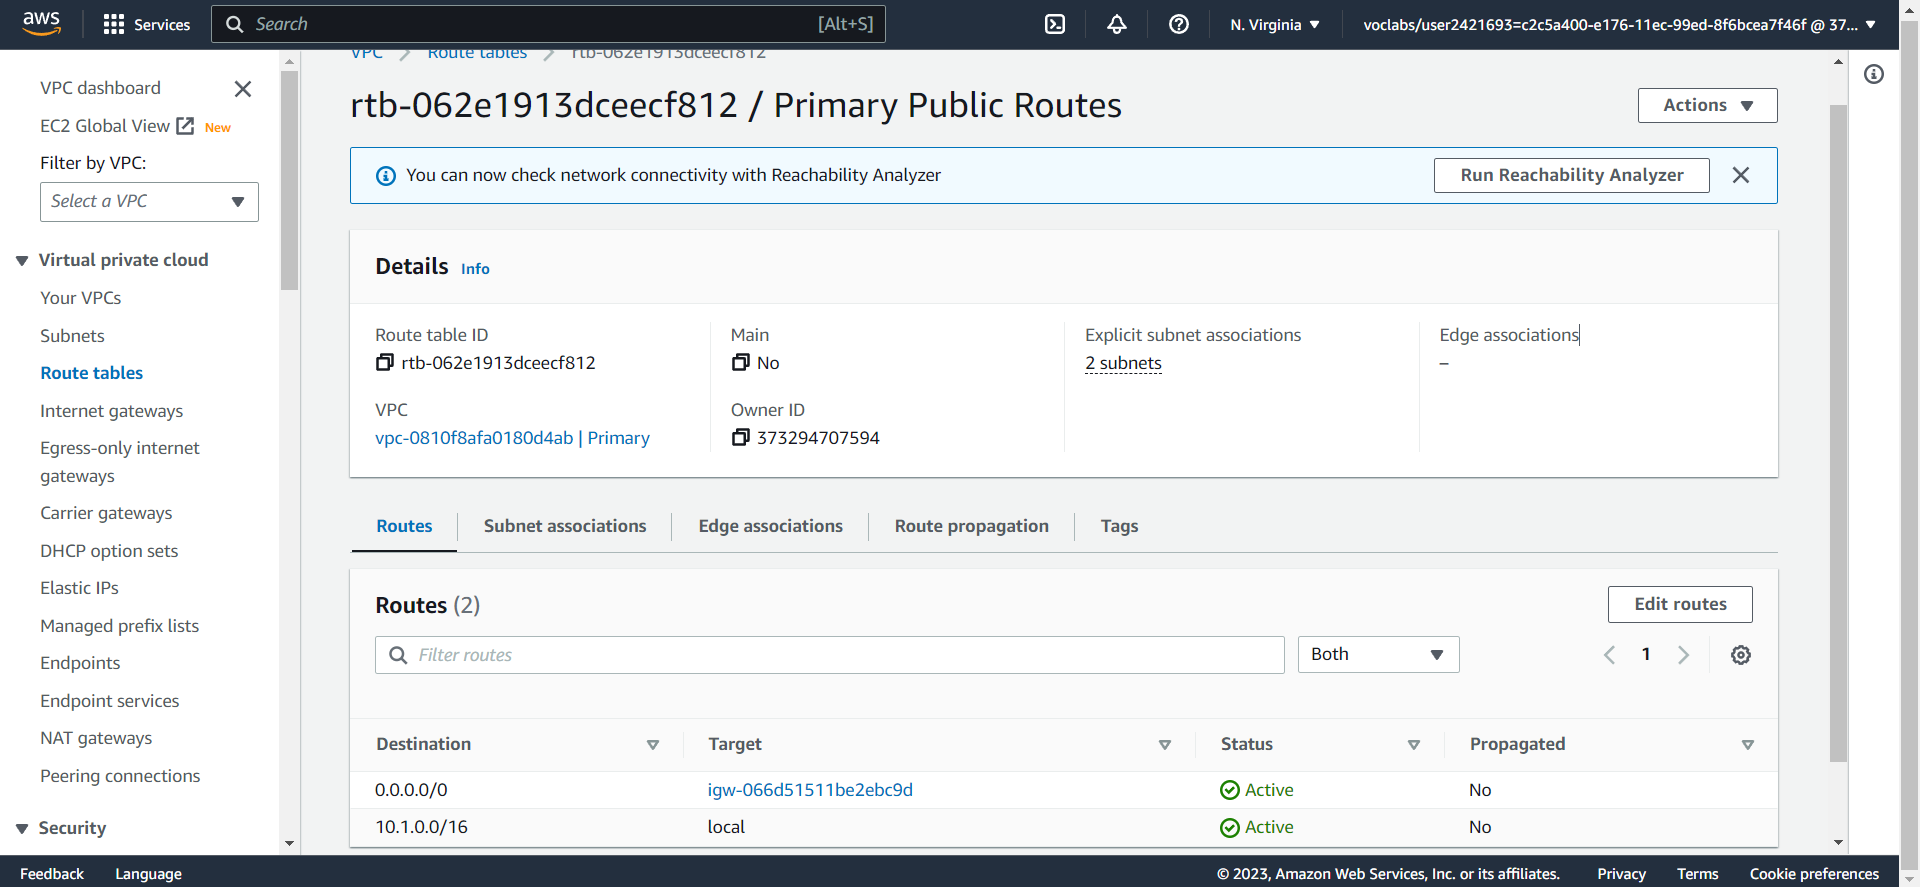 aws
Services
Search
[Alt+S]
N. Virginia
voclabs/user2421693=c2c5a400-e176-11ec-99ed-8f6bcea7f46f @ 37...
VPC dashboard
EC2 Global View New
Filter by VPC:
Select a VPC
Virtual private cloud
Your VPCs
Subnets
Route tables
Internet gateways
Egress-only internet
gateways
Carrier gateways
DHCP option sets
Elastic IPs
Managed prefix lists
Endpoints
Endpoint services
NAT gateways
Peering connections
Security
VPC
Route tables
rtb-062e1913dceecf812
rtb-062e1913dceecf812 / Primary Public Routes
Actions
You can now check network connectivity with Reachability Analyzer
Run Reachability Analyzer
Details Info
Route table ID
rtb-062e1913dceecf812
Main
No
Explicit subnet associations
2 subnets
Edge associations
–
VPC
vpc-0810f8afa0180d4ab | Primary
Owner ID
373294707594
Routes
Subnet associations
Edge associations
Route propagation
Tags
Routes (2)
Edit routes
Filter routes
Both
1
Destination Target Status Propagated
0.0.0.0/0 igw-066d51511be2ebc9d Active No
10.1.0.0/16 local Active No
Feedback
Language
© 2023, Amazon Web Services, Inc. or its affiliates.
Privacy
Terms
Cookie preferences